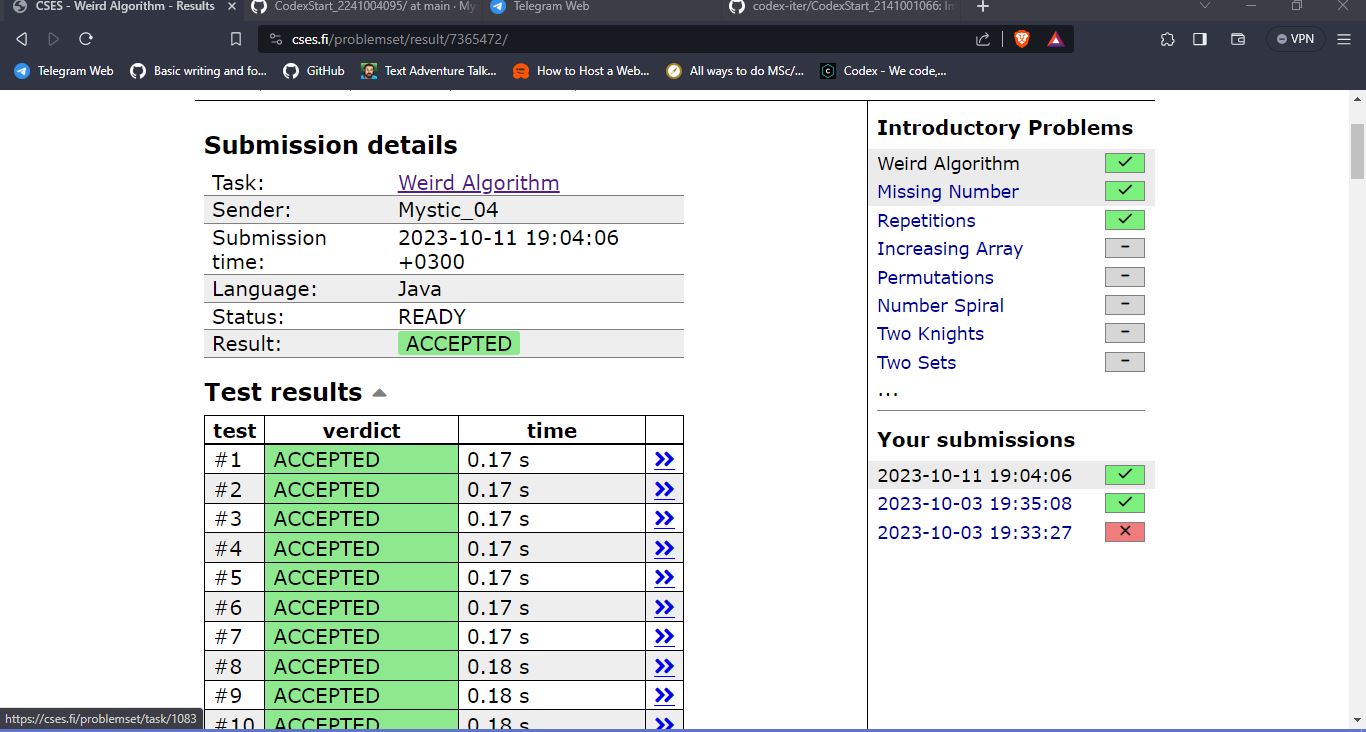 CSES - Weird Algorithm - Results
CodexStart_2241004095/ at main · My
Telegram Web
codex-iter/CodexStart_2141001066: In
cses.fi/problemset/result/7365472/
VPN
Telegram Web
Basic writing and fo...
GitHub
Text Adventure Talk...
How to Host a Web...
All ways to do MSc/...
Codex - We code,...
Submission details
Task: Weird Algorithm
Sender: Mystic_04
Submission time: 2023-10-11 19:04:06 +0300
Language: Java
Status: READY
Result: ACCEPTED
Test results
test verdict time
#1 ACCEPTED 0.17 s >>
#2 ACCEPTED 0.17 s >>
#3 ACCEPTED 0.17 s >>
#4 ACCEPTED 0.17 s >>
#5 ACCEPTED 0.17 s >>
#6 ACCEPTED 0.17 s >>
#7 ACCEPTED 0.17 s >>
#8 ACCEPTED 0.18 s >>
#9 ACCEPTED 0.18 s >>
#10 ACCEPTED 0.18 s >>
Introductory Problems
Weird Algorithm
Missing Number
Repetitions
Increasing Array -
Permutations -
Number Spiral -
Two Knights -
Two Sets -
...
Your submissions
2023-10-11 19:04:06
2023-10-03 19:35:08
2023-10-03 19:33:27
https://cses.fi/problemset/task/1083